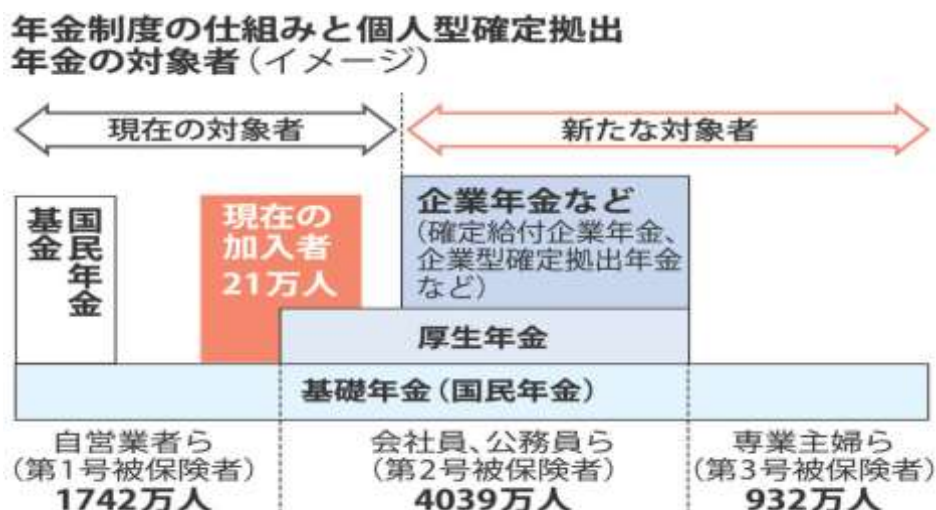 年金制度の仕組みと個人型確定拠出
年金の対象者(イメージ)
現在の対象者
新たな対象者
国民年金
基金
現在の
加入者
21万人
企業年金など
(確定給付企業年金、
企業型確定拠出年金
など)
厚生年金
基礎年金(国民年金)
自営業者ら
(第1号被保険者)
1742万人
会社員、公務員ら
(第2号被保険者)
4039万人
専業主婦ら
(第3号被保険者)
932万人